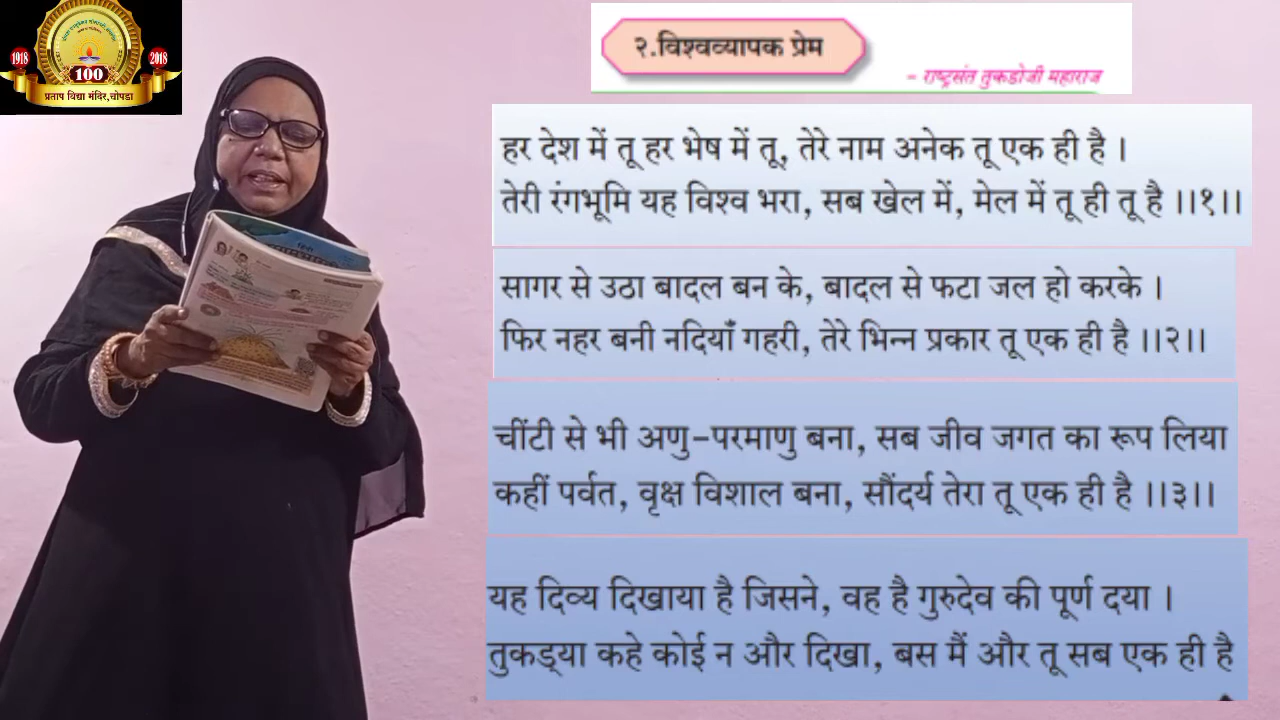 1918
2018
100
प्रताप विद्या मंदिर,चोपडा
२.विश्वव्यापक प्रेम
- राष्ट्रसंत तुकडोजी महाराज
हर देश में तू हर भेष में तू, तेरे नाम अनेक तू एक ही है ।
तेरी रंगभूमि यह विश्व भरा, सब खेल में, मेल में तू ही तू है ।।१।।
सागर से उठा बादल बन के, बादल से फटा जल हो करके ।
फिर नहर बनी नदियाँ गहरी, तेरे भिन्न प्रकार तू एक ही है ।।२।।
चींटी से भी अणु-परमाणु बना, सब जीव जगत का रूप लिया
कहीं पर्वत, वृक्ष विशाल बना, सौंदर्य तेरा तू एक ही है ।।३।।
यह दिव्य दिखाया है जिसने, वह है गुरुदेव की पूर्ण दया ।
तुकड्या कहे कोई न और दिखा, बस मैं और तू सब एक ही है